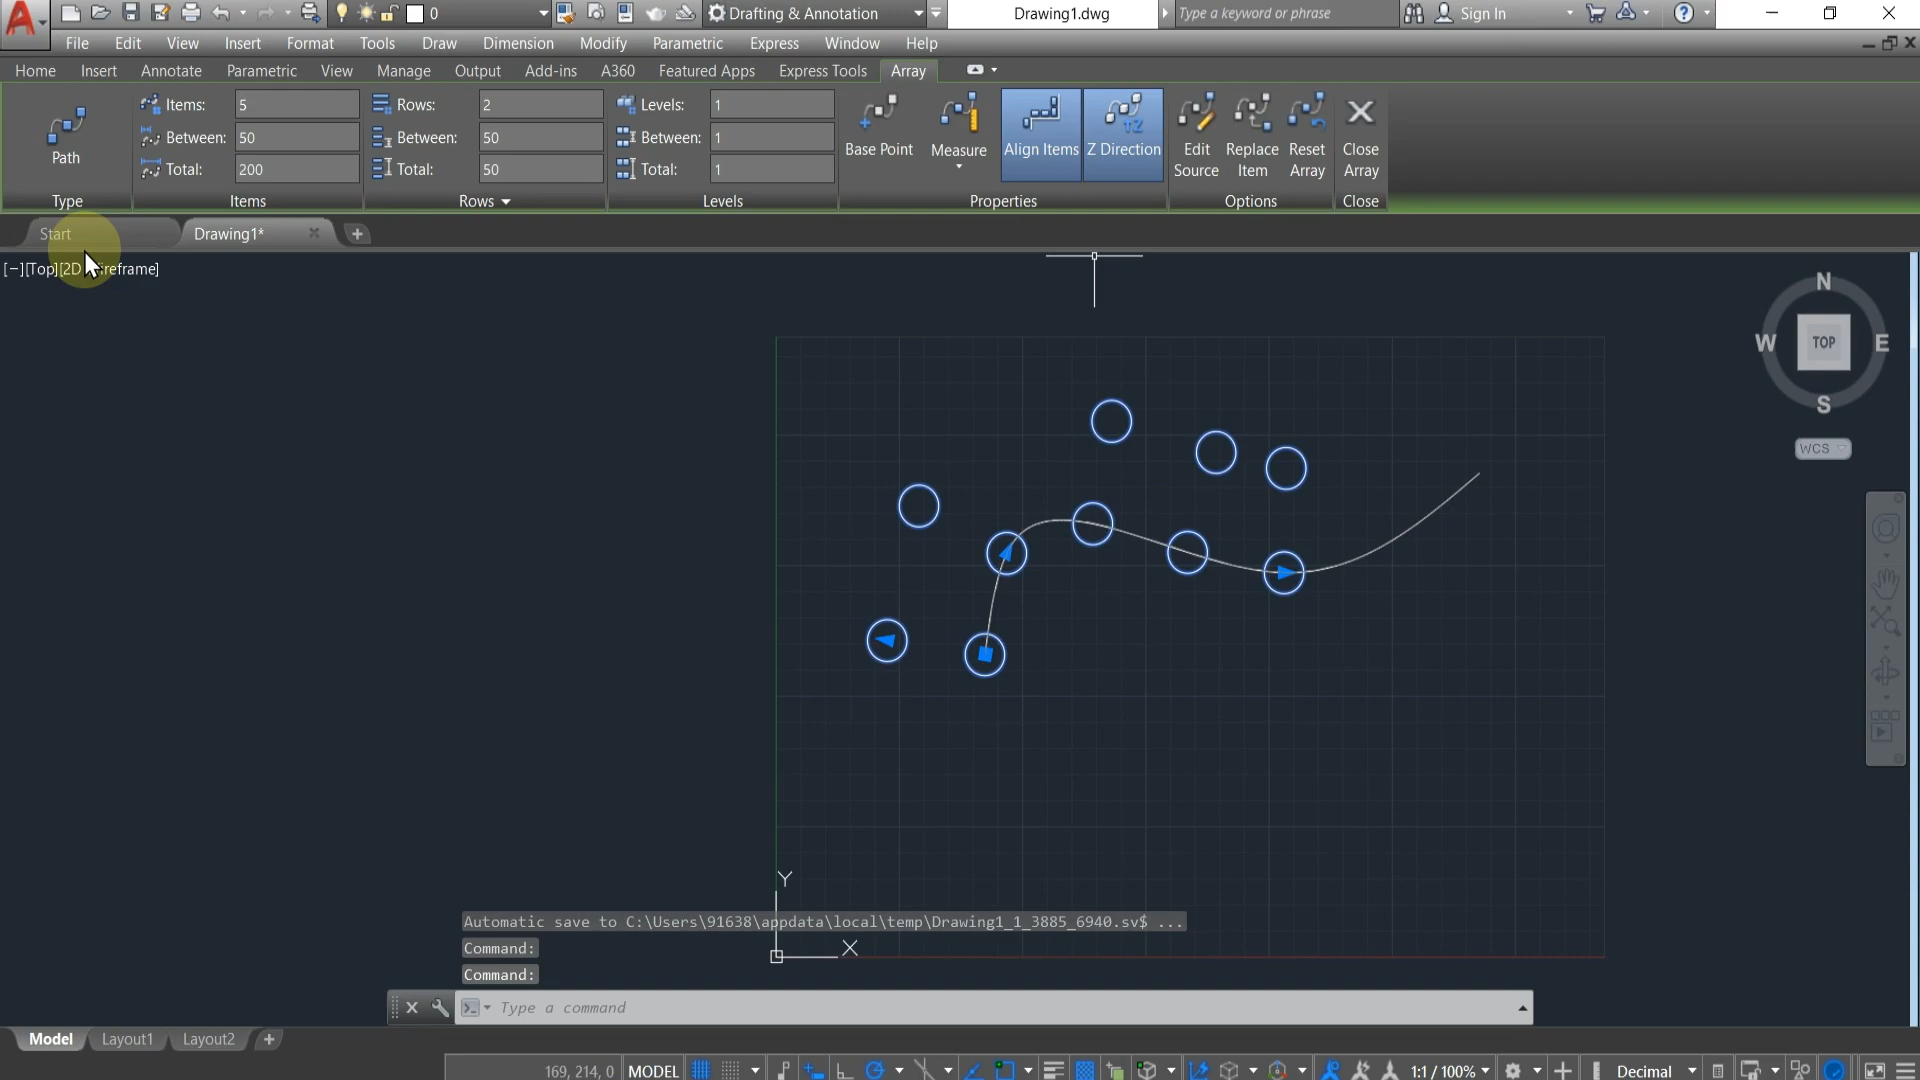 0
Drafting & Annotation
Drawing1.dwg
Type a keyword or phrase
Sign In
File Edit View Insert Format Tools Draw Dimension Modify Parametric Express Window Help
Home Insert Annotate Parametric View Manage Output Add-ins A360 Featured Apps Express Tools Array
Items: 5 Rows: 2 Levels: 1
Between: 50 Between: 50 Between: 1
Total: 200 Total: 50 Total: 1
Path
Base Point
Measure
Align Items
Z Direction
Edit Source
Replace Item
Reset Array
Close Array
Type Items Rows Levels Properties Options Close
Start Drawing1*
[−][Top][2D Wireframe]
N
W TOP E
S
WCS
Y
X
Automatic save to C:\Users\91638\appdata\local\temp\Drawing1_1_3885_6940.sv$ ...
Command:
Command:
Type a command
Model Layout1 Layout2
169, 214, 0 MODEL 1:1 / 100% Decimal